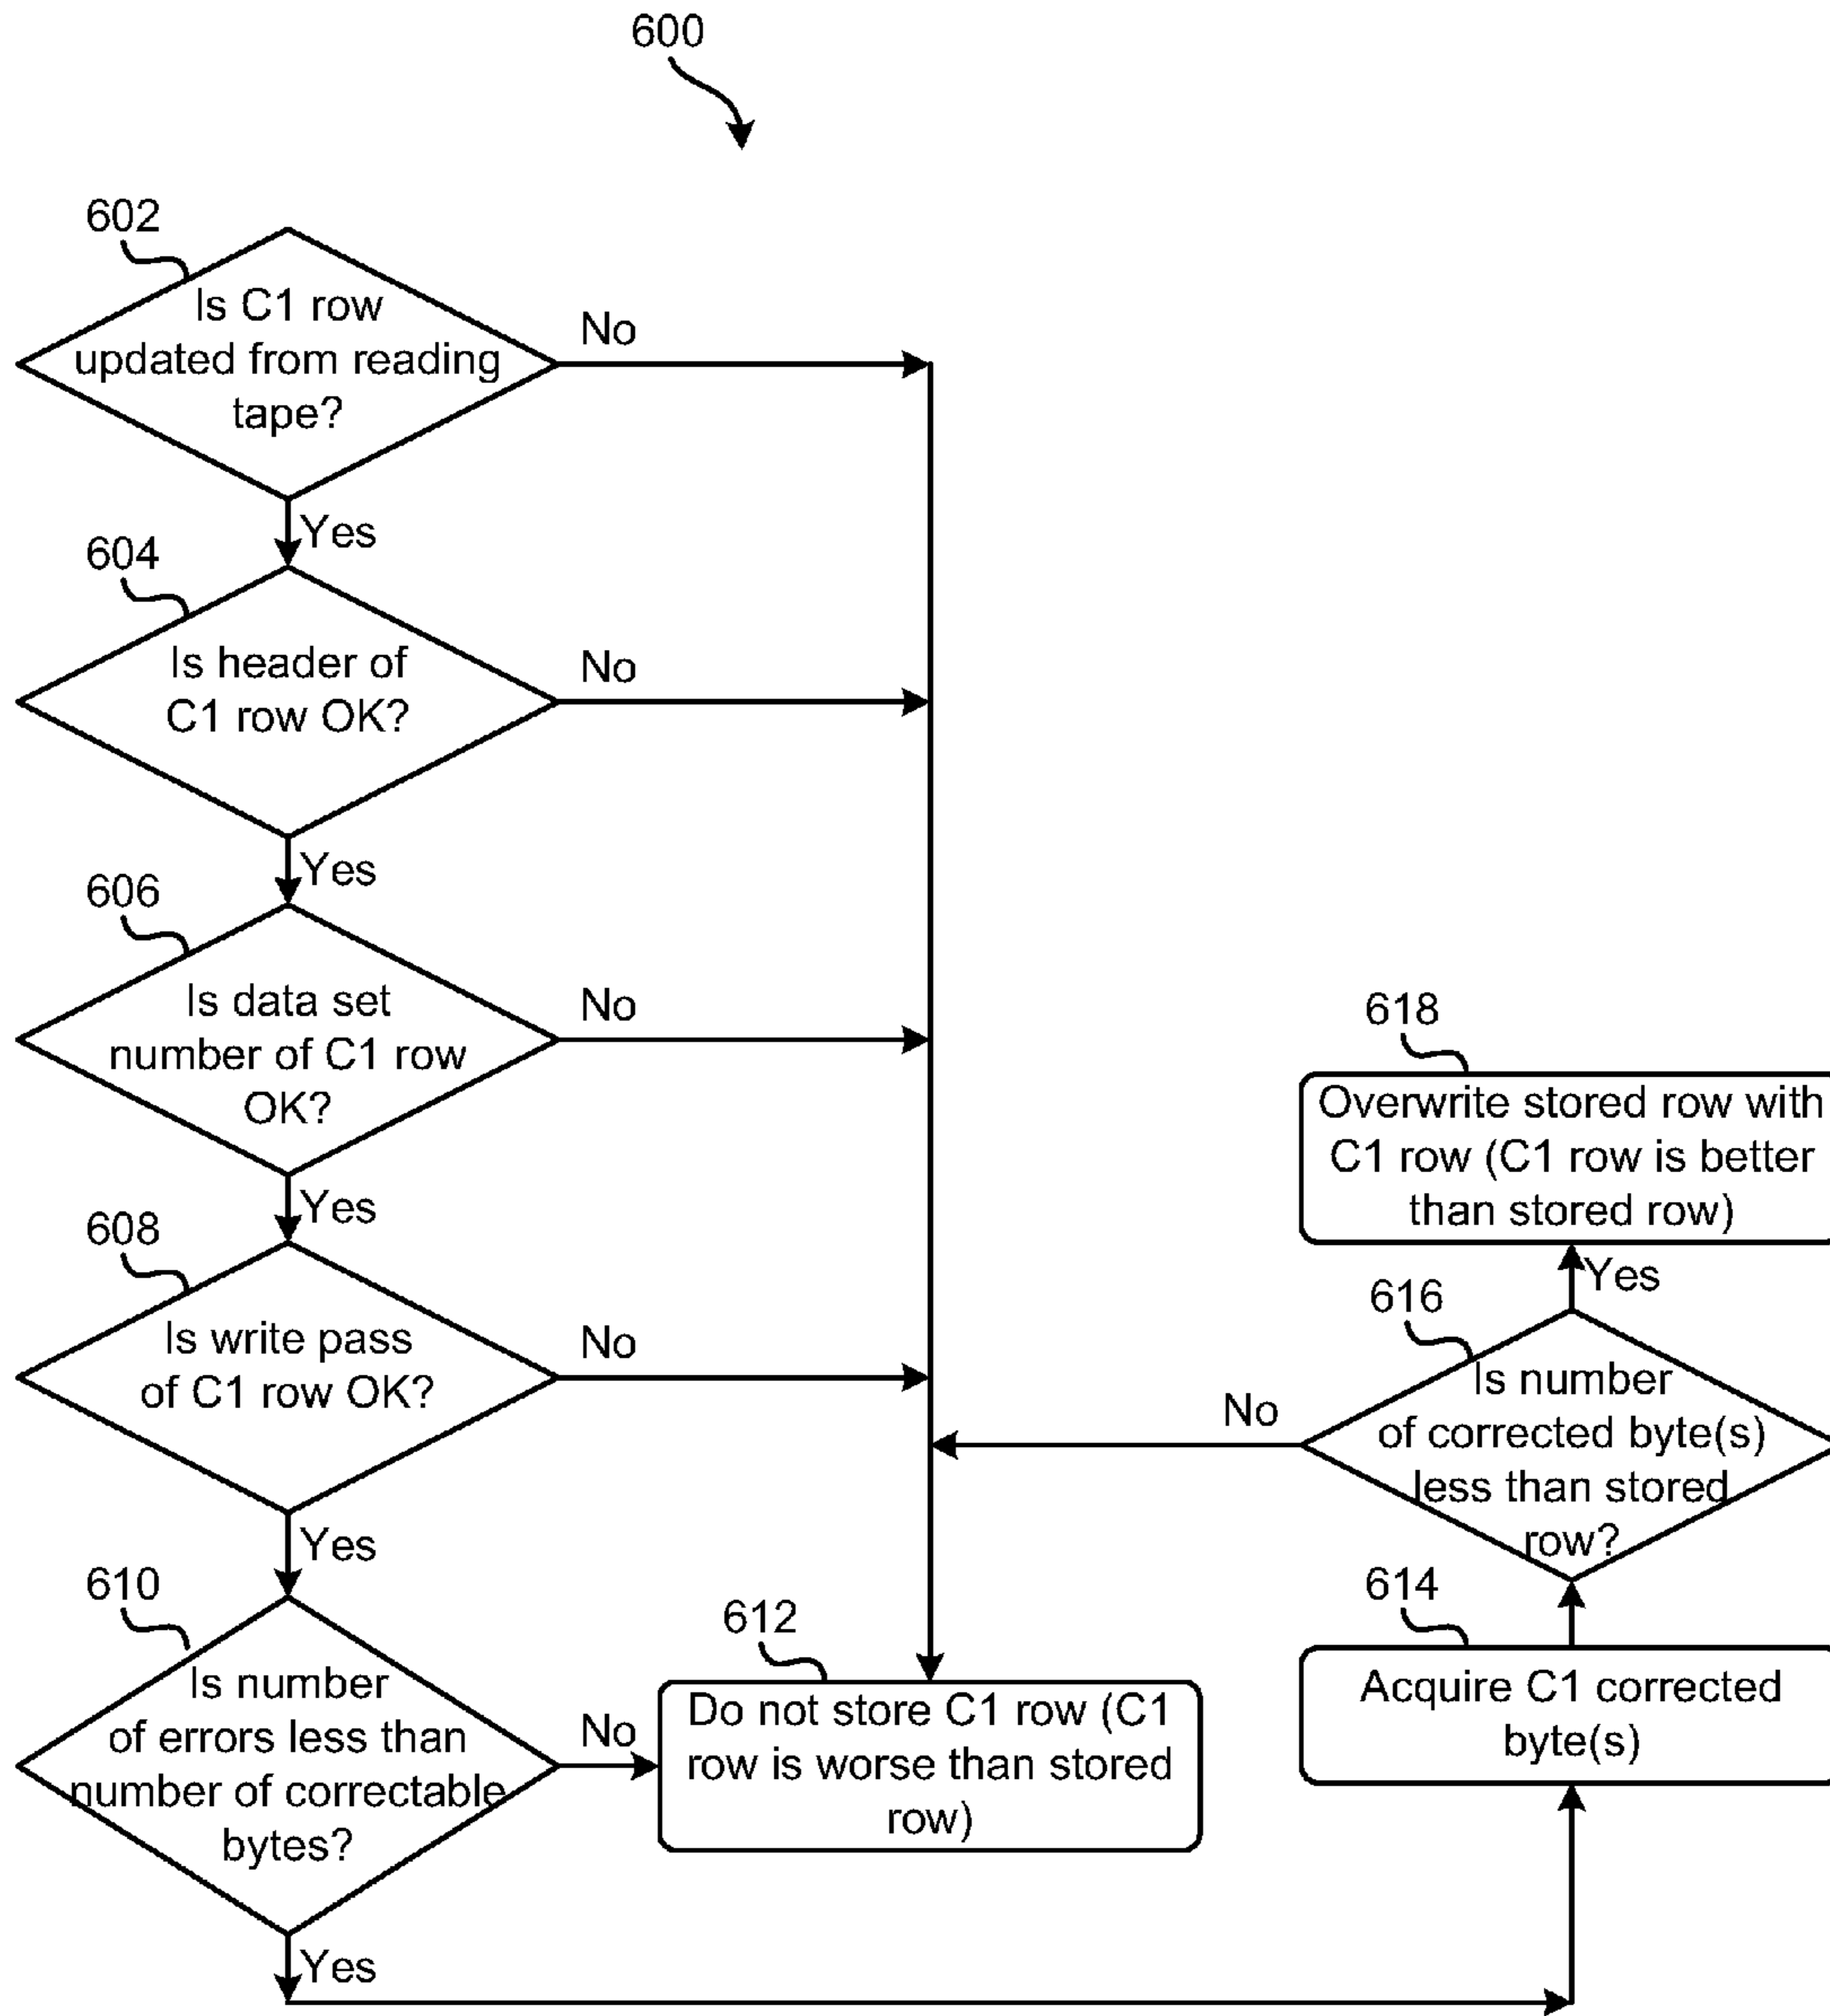 600
602
Is C1 row
updated from reading
tape?
No
Yes
604
Is header of
C1 row OK?
No
Yes
606
Is data set
number of C1 row
OK?
No
Yes
608
Is write pass
of C1 row OK?
No
Yes
610
Is number
of errors less than
number of correctable
bytes?
No
Yes
612
Do not store C1 row (C1
row is worse than stored
row)
614
Acquire C1 corrected
byte(s)
616
Is number
of corrected byte(s)
less than stored
row?
No
Yes
618
Overwrite stored row with
C1 row (C1 row is better
than stored row)